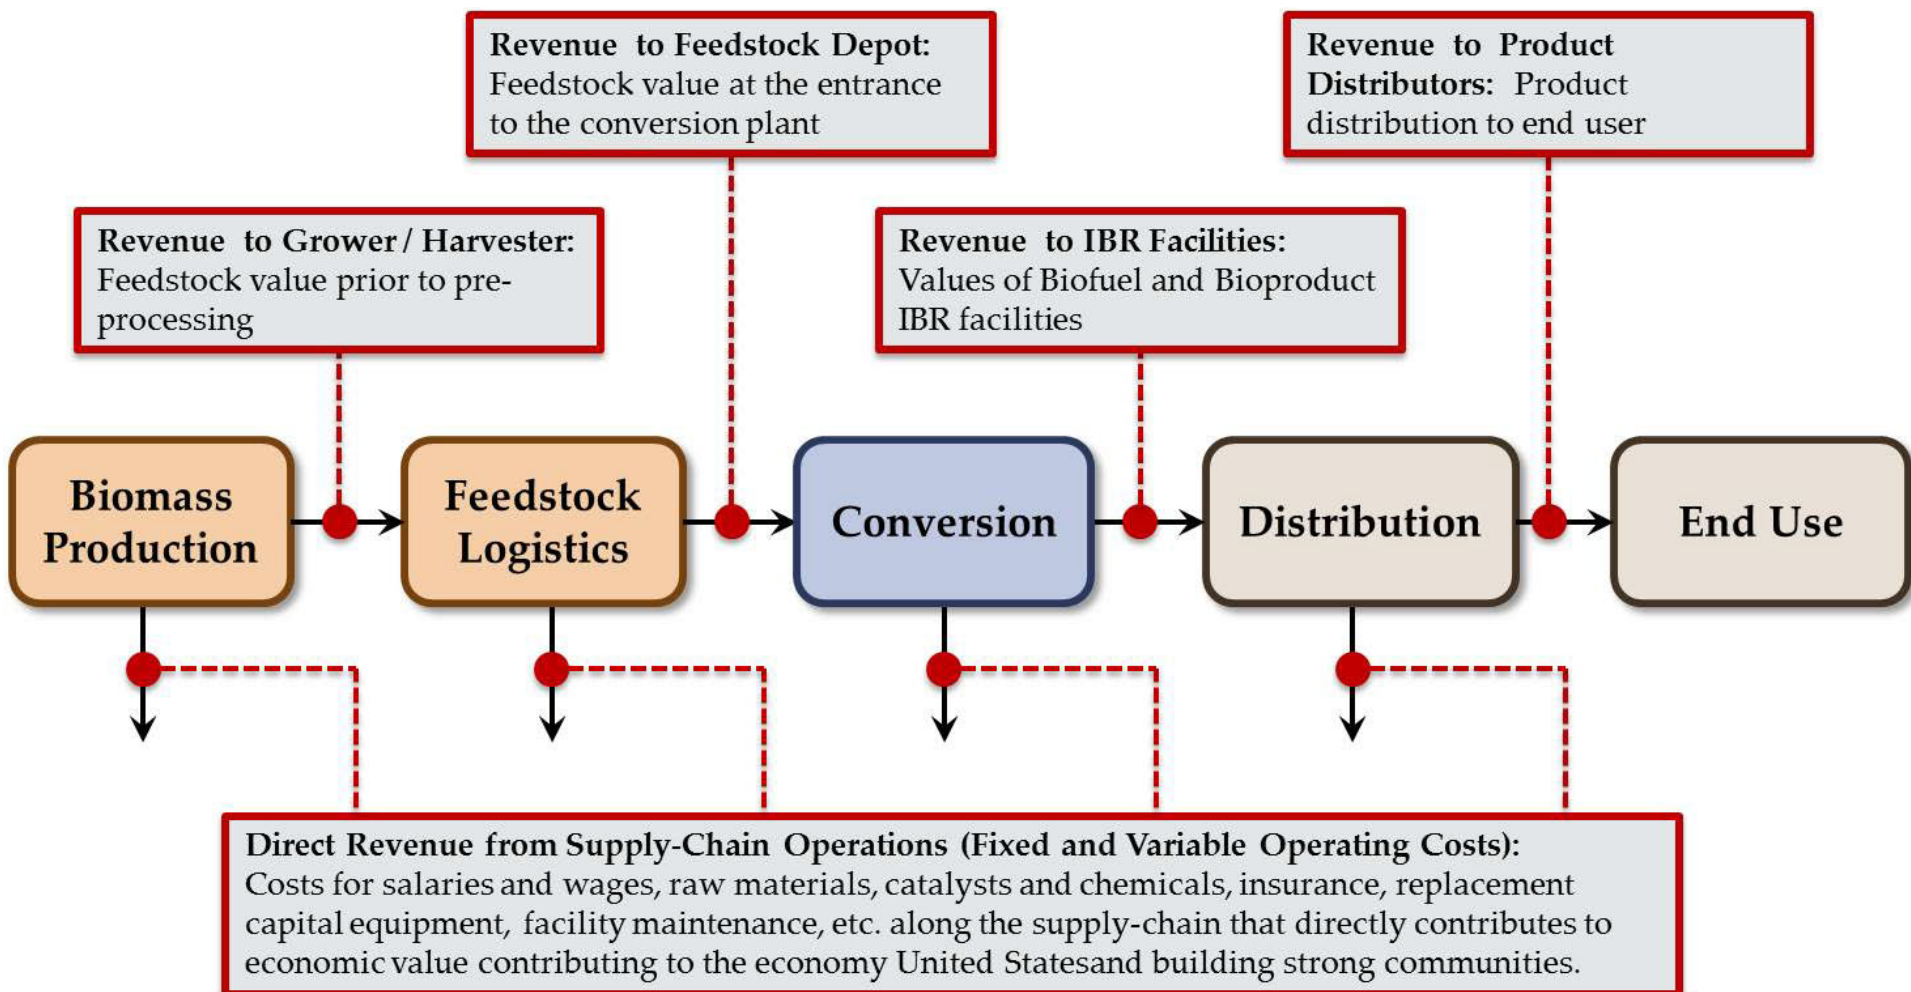 Revenue to Feedstock Depot:
Feedstock value at the entrance
to the conversion plant
Revenue to Product
Distributors: Product
distribution to end user
Revenue to Grower / Harvester:
Feedstock value prior to pre-
processing
Revenue to IBR Facilities:
Values of Biofuel and Bioproduct
IBR facilities
Biomass
Production
Feedstock
Logistics
Conversion
Distribution
End Use
Direct Revenue from Supply-Chain Operations (Fixed and Variable Operating Costs):
Costs for salaries and wages, raw materials, catalysts and chemicals, insurance, replacement
capital equipment, facility maintenance, etc. along the supply-chain that directly contributes to
economic value contributing to the economy United Statesand building strong communities.